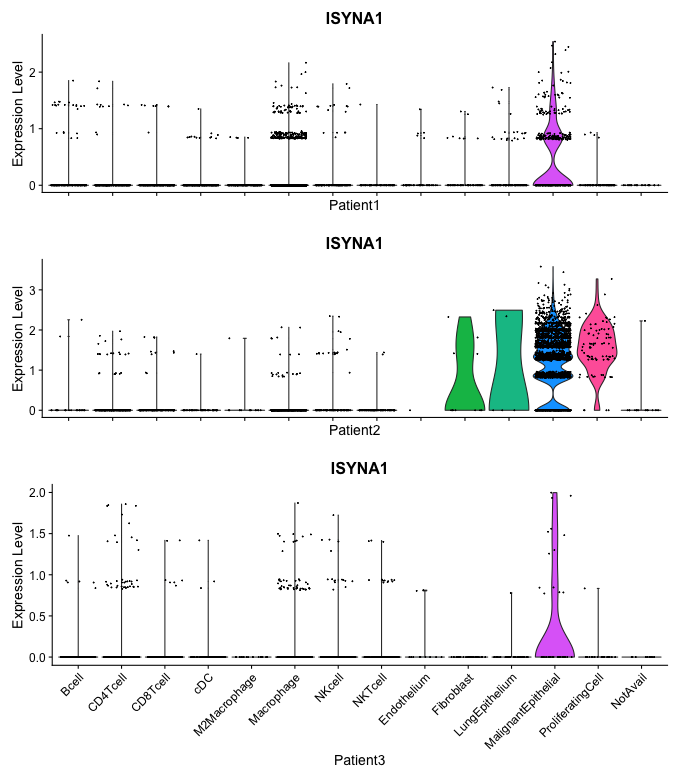 ISYNA1
Expression Level
2
1
0
Patient1
ISYNA1
Expression Level
3
2
1
0
Patient2
ISYNA1
Expression Level
2.0
1.5
1.0
0.5
0.0
Bcell
CD4Tcell
CD8Tcell
cDC
M2Macrophage
Macrophage
NKcell
NKTcell
Endothelium
Fibroblast
LungEpithelium
MalignantEpithelial
ProliferatingCell
NotAvail
Patient3